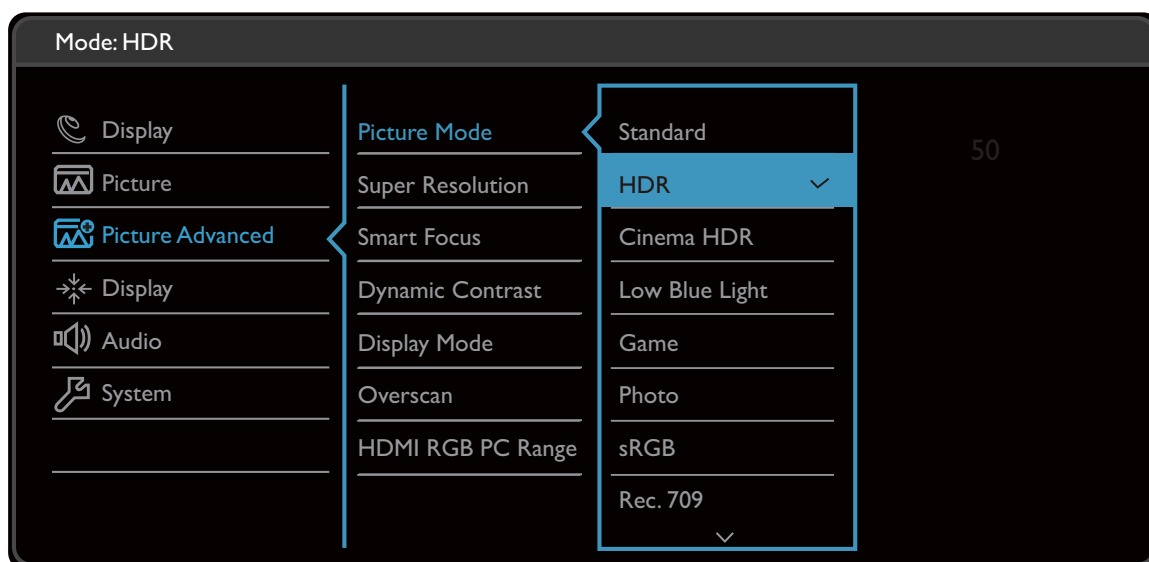 Mode: HDR
Display
Picture
Picture Advanced
Display
Audio
System
Picture Mode
Super Resolution
Smart Focus
Dynamic Contrast
Display Mode
Overscan
HDMI RGB PC Range
Standard
HDR
Cinema HDR
Low Blue Light
Game
Photo
sRGB
Rec. 709
50